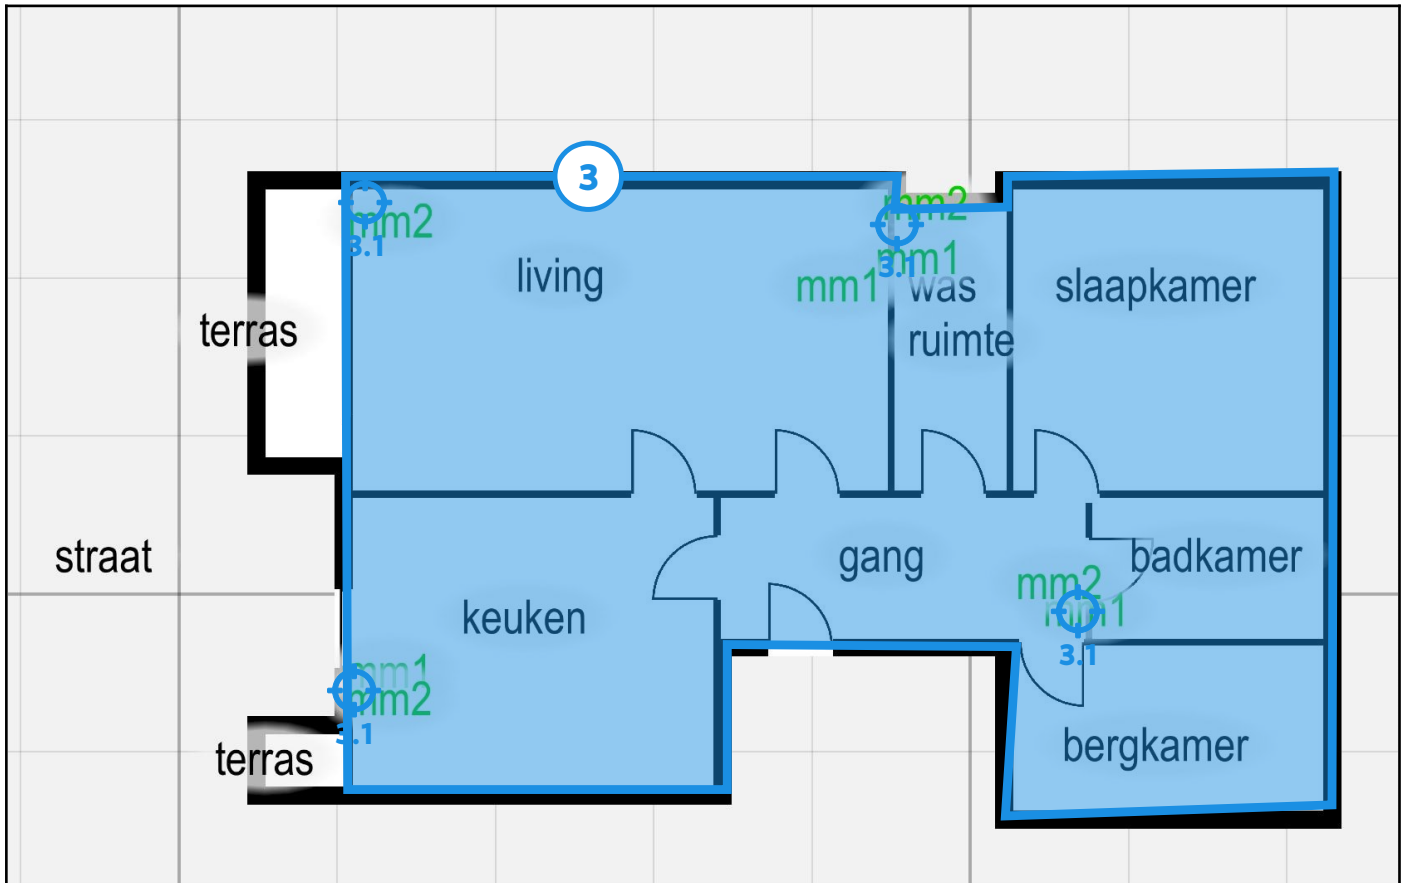 3
mm2
3.1
mm2
mm1
3.1
mm1
living
was
ruimte
slaapkamer
terras
straat
keuken
gang
badkamer
mm2
mm1
3.1
mm1
mm2
3.1
terras
bergkamer